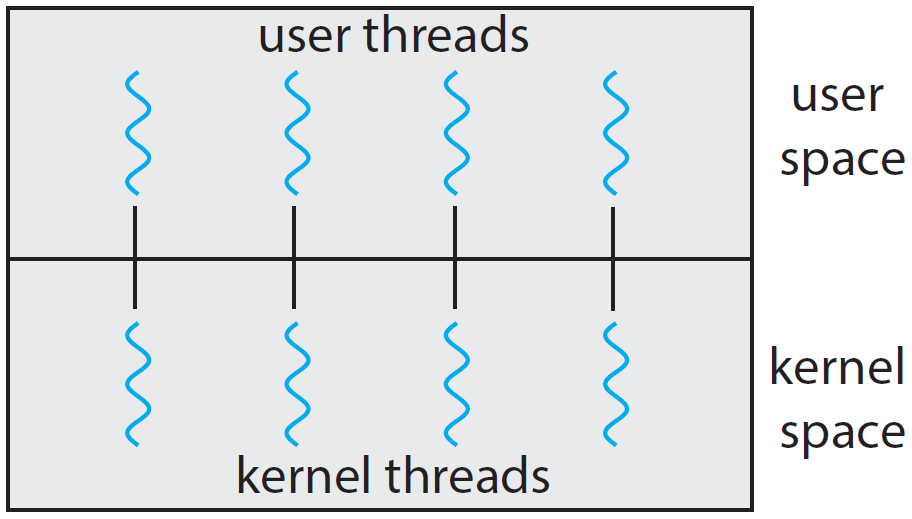 user threads
user
space
kernel
space
kernel threads